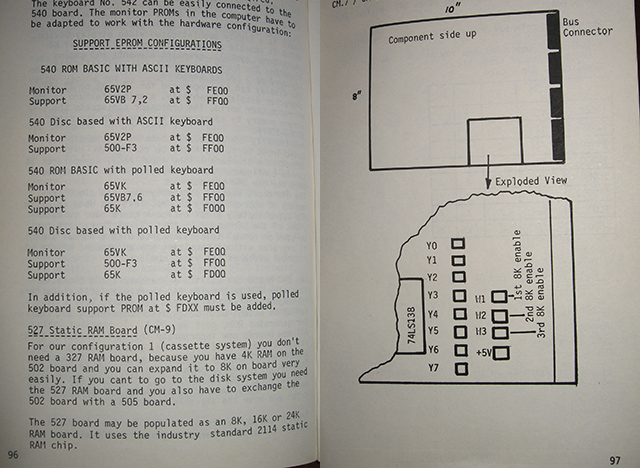 The keyboard No. 542 can be easily connected to the
540 board. The monitor PROMs in the computer have to
be adapted to work with the hardware configuration:
SUPPORT EPROM CONFIGURATIONS
540 ROM BASIC WITH ASCII KEYBOARDS
Monitor 65V2P at $ FE00
Support 65VB 7,2 at $ FF00
540 Disc based with ASCII keyboard
Monitor 65V2P at $ FE00
Support 500-F3 at $ FF00
540 ROM BASIC with polled keyboard
Monitor 65VK at $ FE00
Support 65VB7.6 at $ FF00
Support 65K at $ FD00
540 Disc based with polled keyboard
Monitor 65VK at $ FE00
Support 500-F3 at $ FF00
Support 65K at $ FD00
In addition, if the polled keyboard is used, polled
keyboard support PROM at $ FDXX must be added.
527 Static RAM Board (CM-9)
For our configuration 1 (cassette system) you don't
need a 327 RAM board, because you have 4K RAM on the
502 board and you can expand it to 8K on board very
easily. If you cant to go to the disk system you need
the 527 RAM board and you also have to exchange the
502 board with a 505 board.
The 527 board may be populated as an 8K, 16K or 24K
RAM board. It uses the industry standard 2114 static
RAM chip.
96
10"
Component side up
Bus
Connector
8"
Exploded View
Y0
Y1
Y2
Y3
Y4
Y5
Y6
Y7
74LS138
M1
M2
M3
+5V
1st 8K enable
2nd 8K enable
3rd 8K enable
97